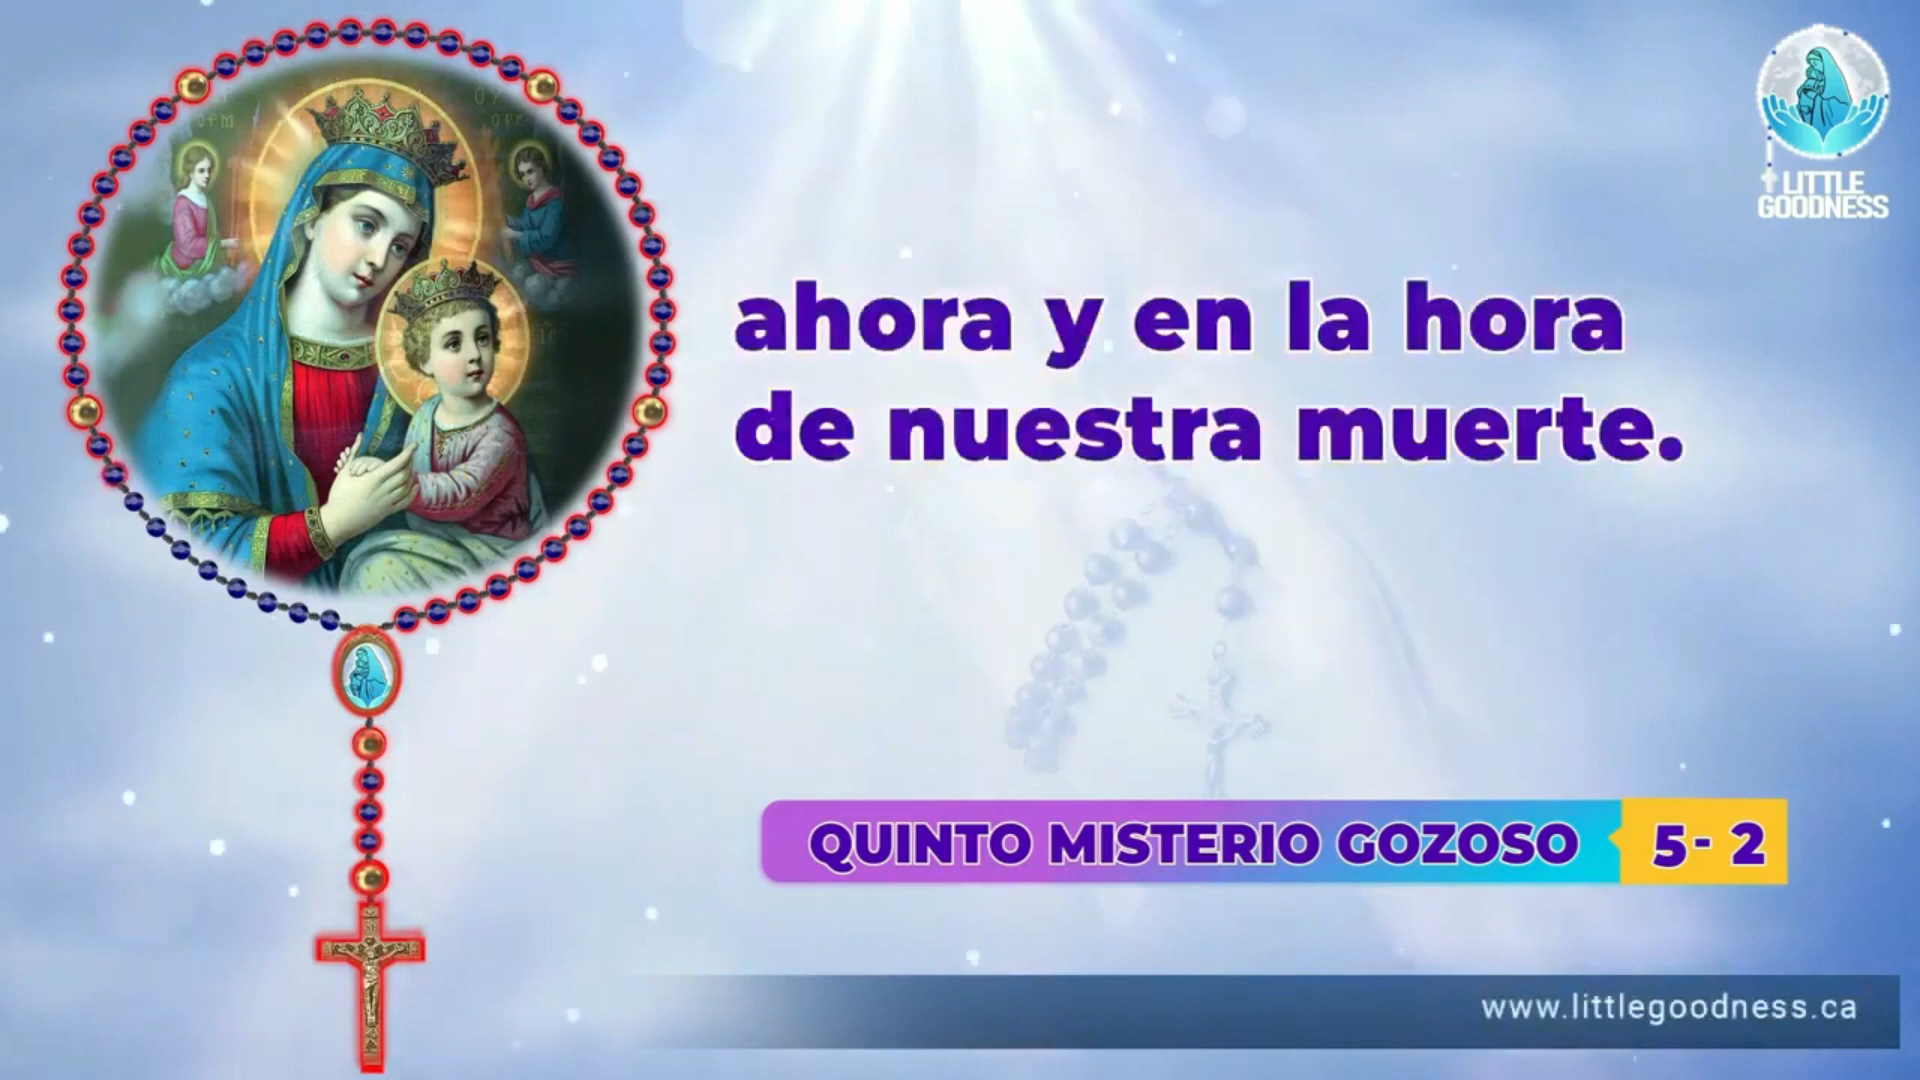 LITTLE
GOODNESS
ahora y en la hora
de nuestra muerte.
QUINTO MISTERIO GOZOSO 5- 2
www.littlegoodness.ca